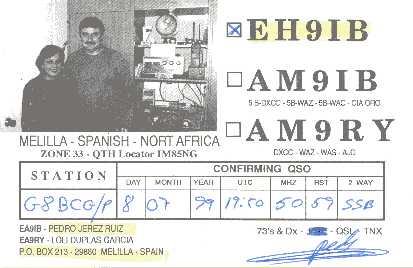 EH9IB
AM9IB
5 B-DXCC - 5B-WAZ - 5B-WAC - CIA ORO
AM9RY
DXCC - WAZ - WAS - A.C.
MELILLA - SPANISH - NORT AFRICA
ZONE 33 - QTH Locator IM85NG
STATION
CONFIRMING QSO
DAY MONTH YEAR UTC MHZ RST 2 WAY
G8BCG/P 8 07 99 19:50 50 59 SSB
EA9IB - PEDRO JEREZ RUIZ
73's & Dx - QSL TNX
EA9RY - LOLI DUPLAS GARCIA
P.O. BOX 213 - 29880 MELILLA - SPAIN